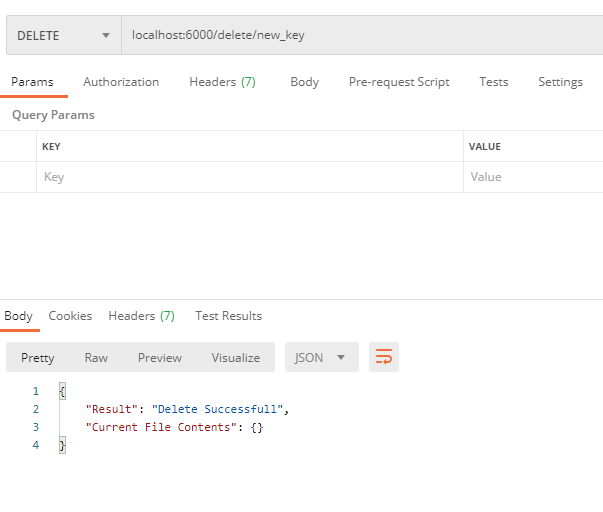 DELETE localhost:6000/delete/new_key
Params Authorization Headers (7) Body Pre-request Script Tests Settings
Query Params
KEY VALUE
Key Value
Body Cookies Headers (7) Test Results
Pretty Raw Preview Visualize JSON
1 {
2 "Result": "Delete Successfull",
3 "Current File Contents": {}
4 }